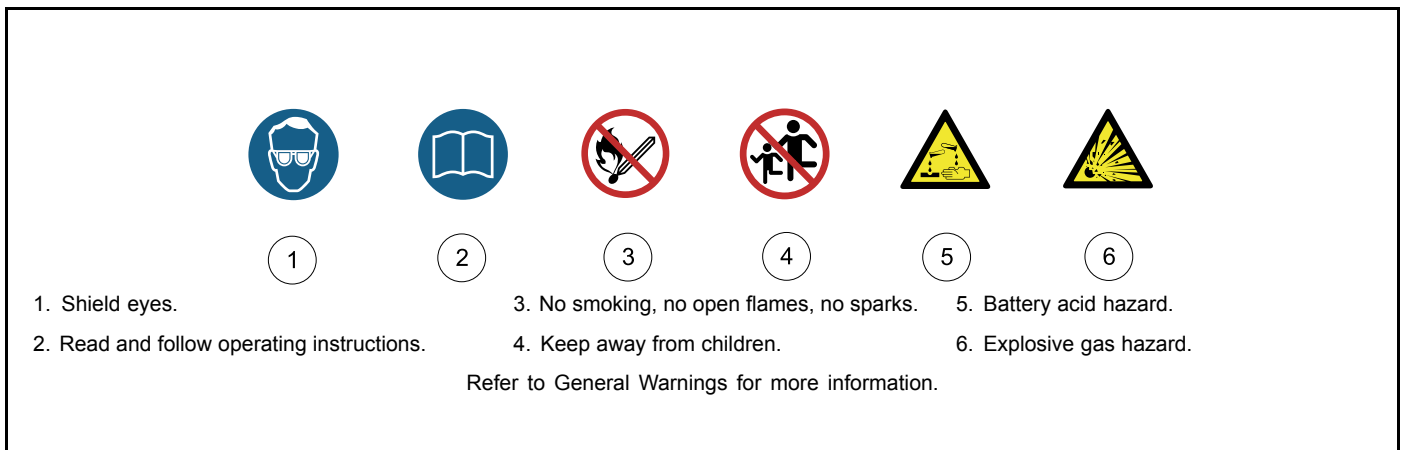 1 2 3 4 5 6
1. Shield eyes.
2. Read and follow operating instructions.
3. No smoking, no open flames, no sparks.
4. Keep away from children.
5. Battery acid hazard.
6. Explosive gas hazard.
Refer to General Warnings for more information.